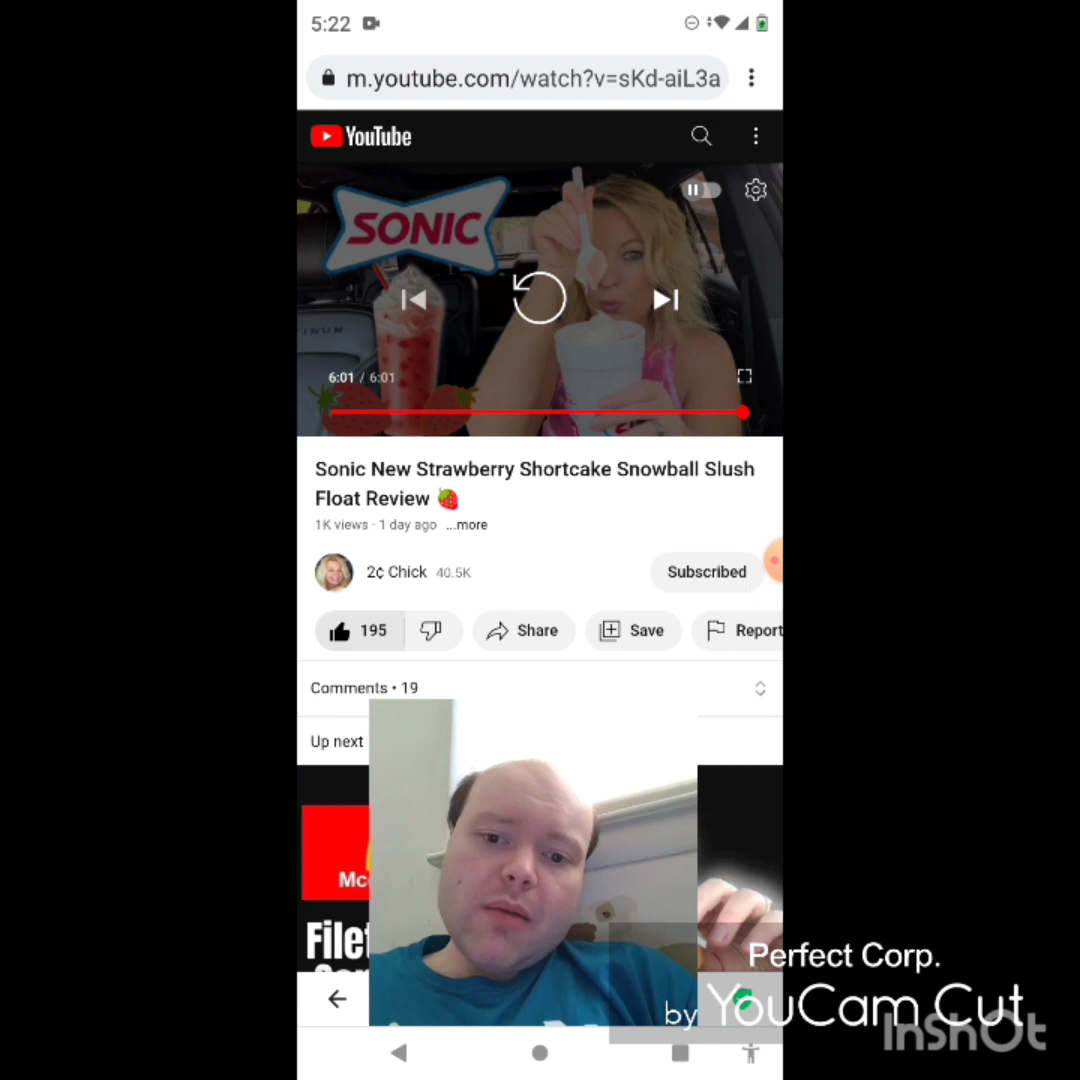 5:22
m.youtube.com/watch?v=sKd-aiL3a
YouTube
SONIC
6:01 / 6:01
Sonic New Strawberry Shortcake Snowball Slush
Float Review 🍓
1K views · 1 day ago ...more
2¢ Chick 40.5K
Subscribed
195
Share
Save
Report
Comments • 19
Up next
Mc
Filet
Perfect Corp.
by YouCam Cut
InShOt